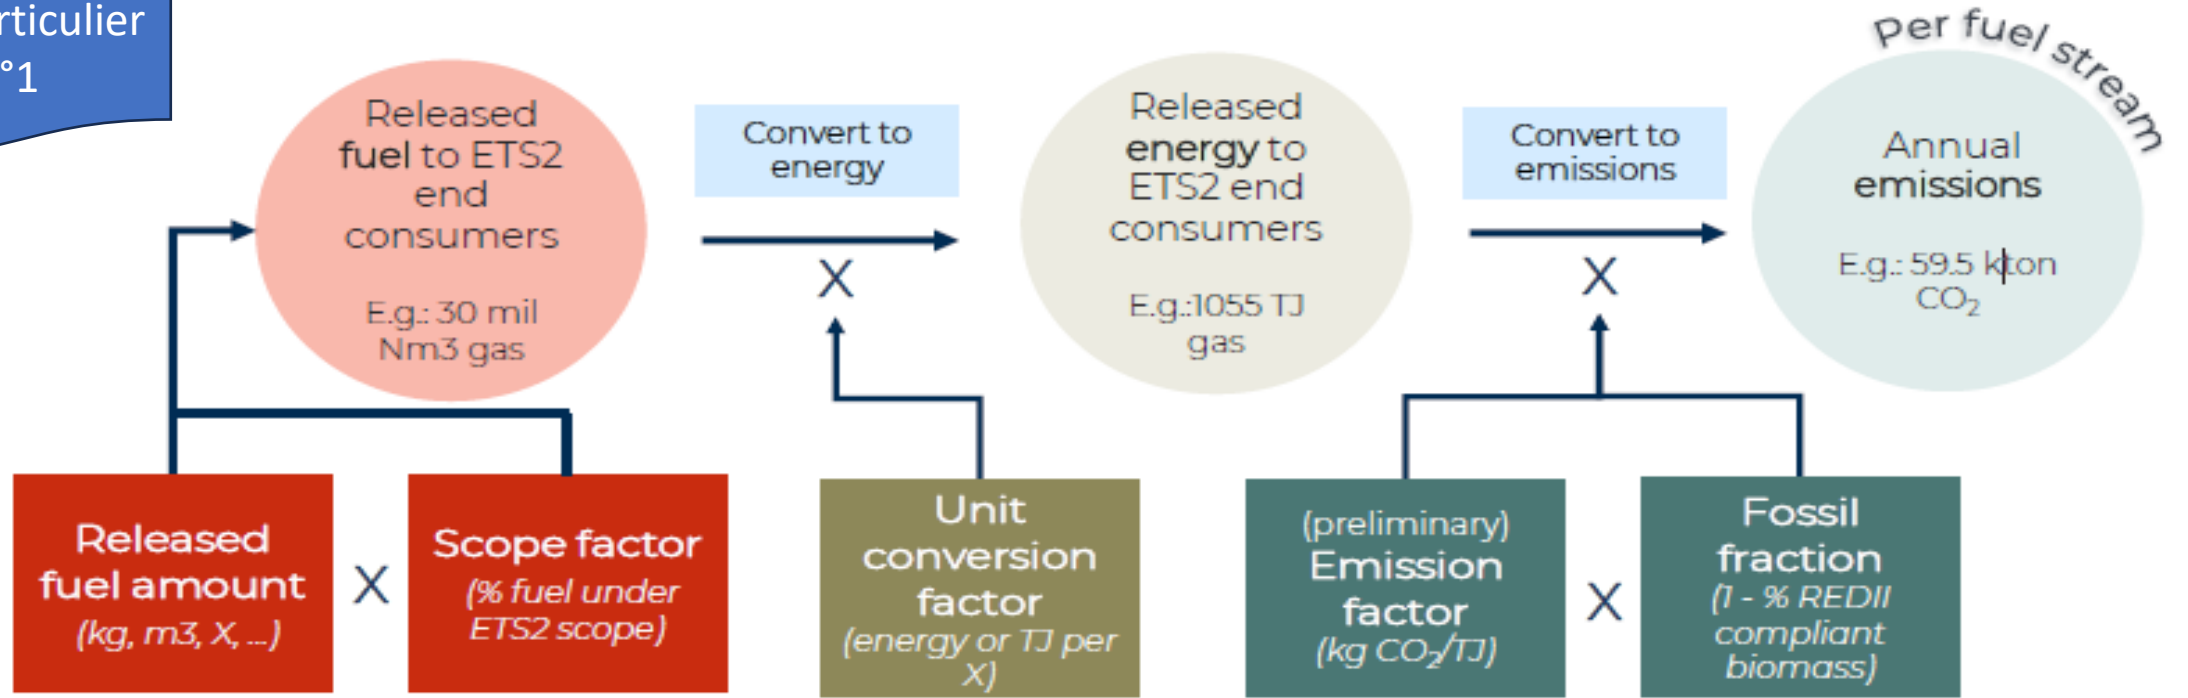 rticulier
°1
Released
fuel to ETS2
end
consumers
E.g.: 30 mil
Nm3 gas
Convert to
energy
X
Released
energy to
ETS2 end
consumers
E.g.:1055 TJ
gas
Convert to
emissions
X
Per fuel stream
Annual
emissions
E.g.: 59.5 kton
CO₂
Released
fuel amount
(kg, m3, X, ...)
X
Scope factor
(% fuel under
ETS2 scope)
Unit
conversion
factor
(energy or TJ per
X)
(preliminary)
Emission
factor
(kg CO₂/TJ)
X
Fossil
fraction
(1 - % REDII
compliant
biomass)